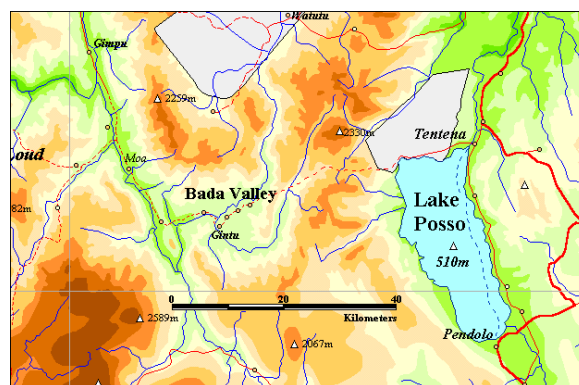 Watutu
Gimpu
2259m
2330m
Tentena
oud
Moa
Bada Valley
Lake
Posso
82m
Gintu
510m
0 20 40
Kilometers
2589m
2067m
Pendolo